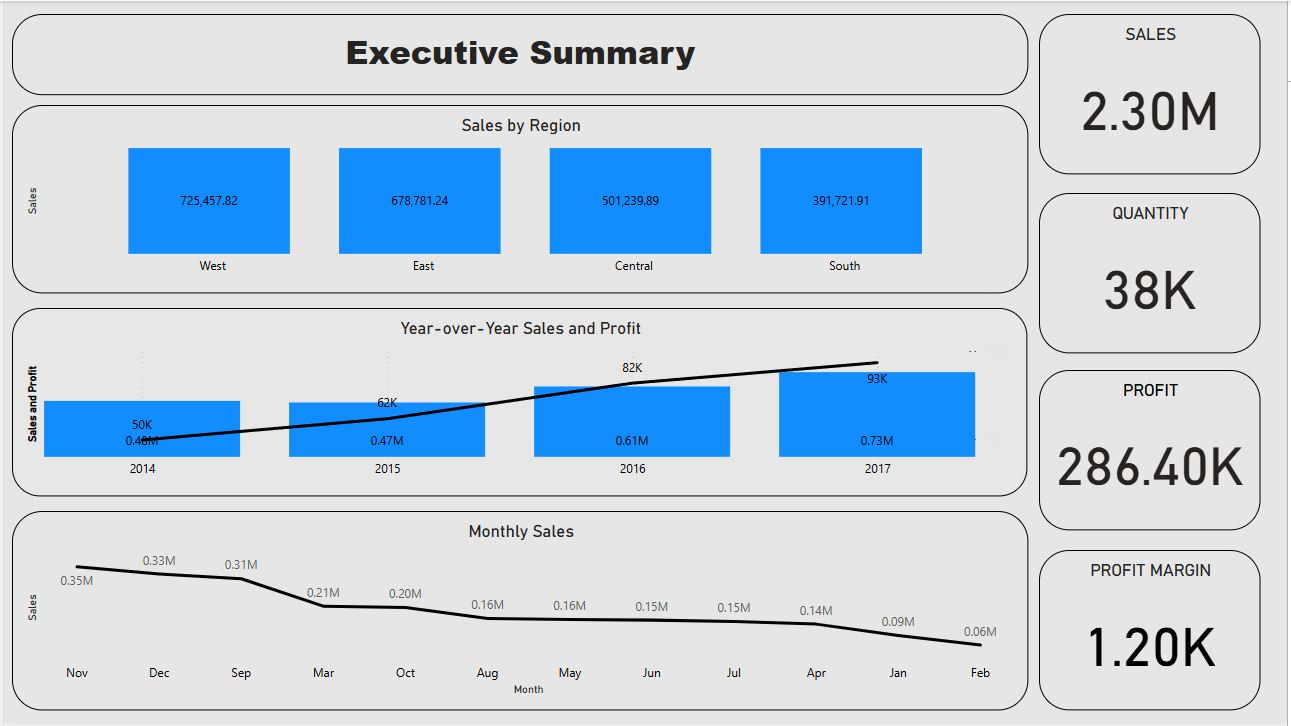 Executive Summary
Sales by Region
Sales
725,457.82
678,781.24
501,239.89
391,721.91
West
East
Central
South
Year-over-Year Sales and Profit
Sales and Profit
50K
62K
82K
93K
0.48M
0.47M
0.61M
0.73M
2014
2015
2016
2017
Monthly Sales
Sales
0.35M
0.33M
0.31M
0.21M
0.20M
0.16M
0.16M
0.15M
0.15M
0.14M
0.09M
0.06M
Nov
Dec
Sep
Mar
Oct
Aug
May
Jun
Jul
Apr
Jan
Feb
Month
SALES
2.30M
QUANTITY
38K
PROFIT
286.40K
PROFIT MARGIN
1.20K